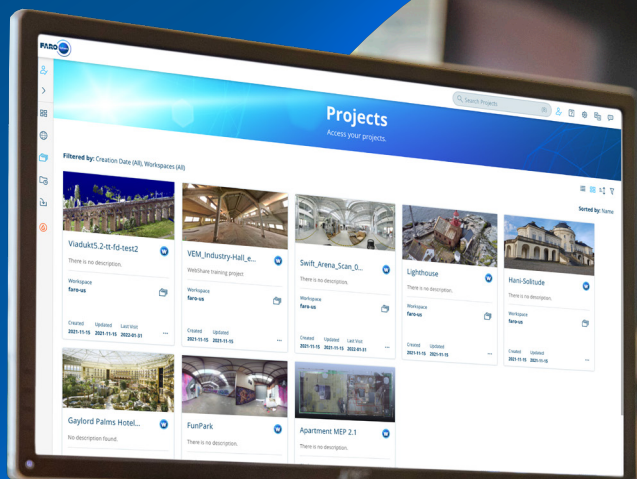 FARO
Search Projects
Projects
Access your projects.
Filtered by: Creation Date (All), Workspaces (All)
Sorted by: Name
Viadukt5.2-tt-fd-test2
W
There is no description.
Workspace
faro-us
Created Updated Last Visit
2021-11-15 2021-11-15 2022-01-31
VEM_Industry-Hall_e...
W
WebShare training project
Workspace
faro-us
Created Updated
2021-11-15 2021-11-15
Swift_Arena_Scan_0...
W
There is no description.
Workspace
faro-us
Created Updated Last Visit
2021-11-15 2021-11-15 2022-01-31
Lighthouse
W
There is no description.
Workspace
faro-us
Created Updated
2021-11-15 2021-11-15
Hani-Solitude
W
There is no description.
Workspace
faro-us
Created Updated
2021-11-15 2021-11-15
Gaylord Palms Hotel...
W
No description found.
FunPark
W
There is no description.
Apartment MEP 2.1
W
There is no description.